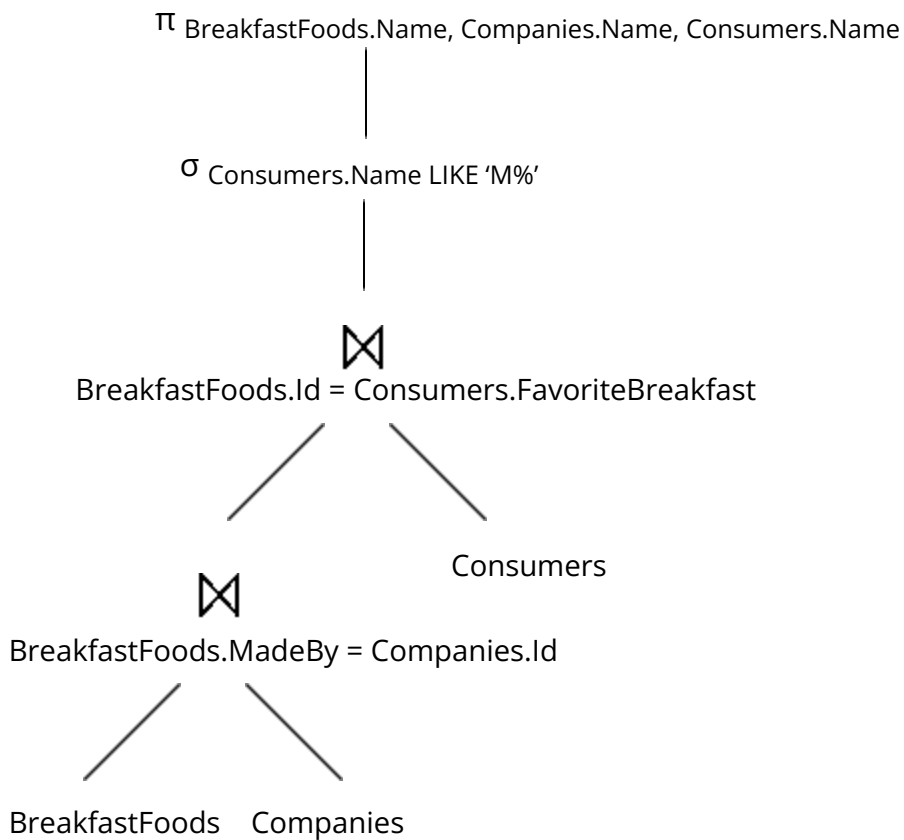 π BreakfastFoods.Name, Companies.Name, Consumers.Name
σ Consumers.Name LIKE ‘M%’
⋈
BreakfastFoods.Id = Consumers.FavoriteBreakfast
Consumers
⋈
BreakfastFoods.MadeBy = Companies.Id
BreakfastFoods Companies